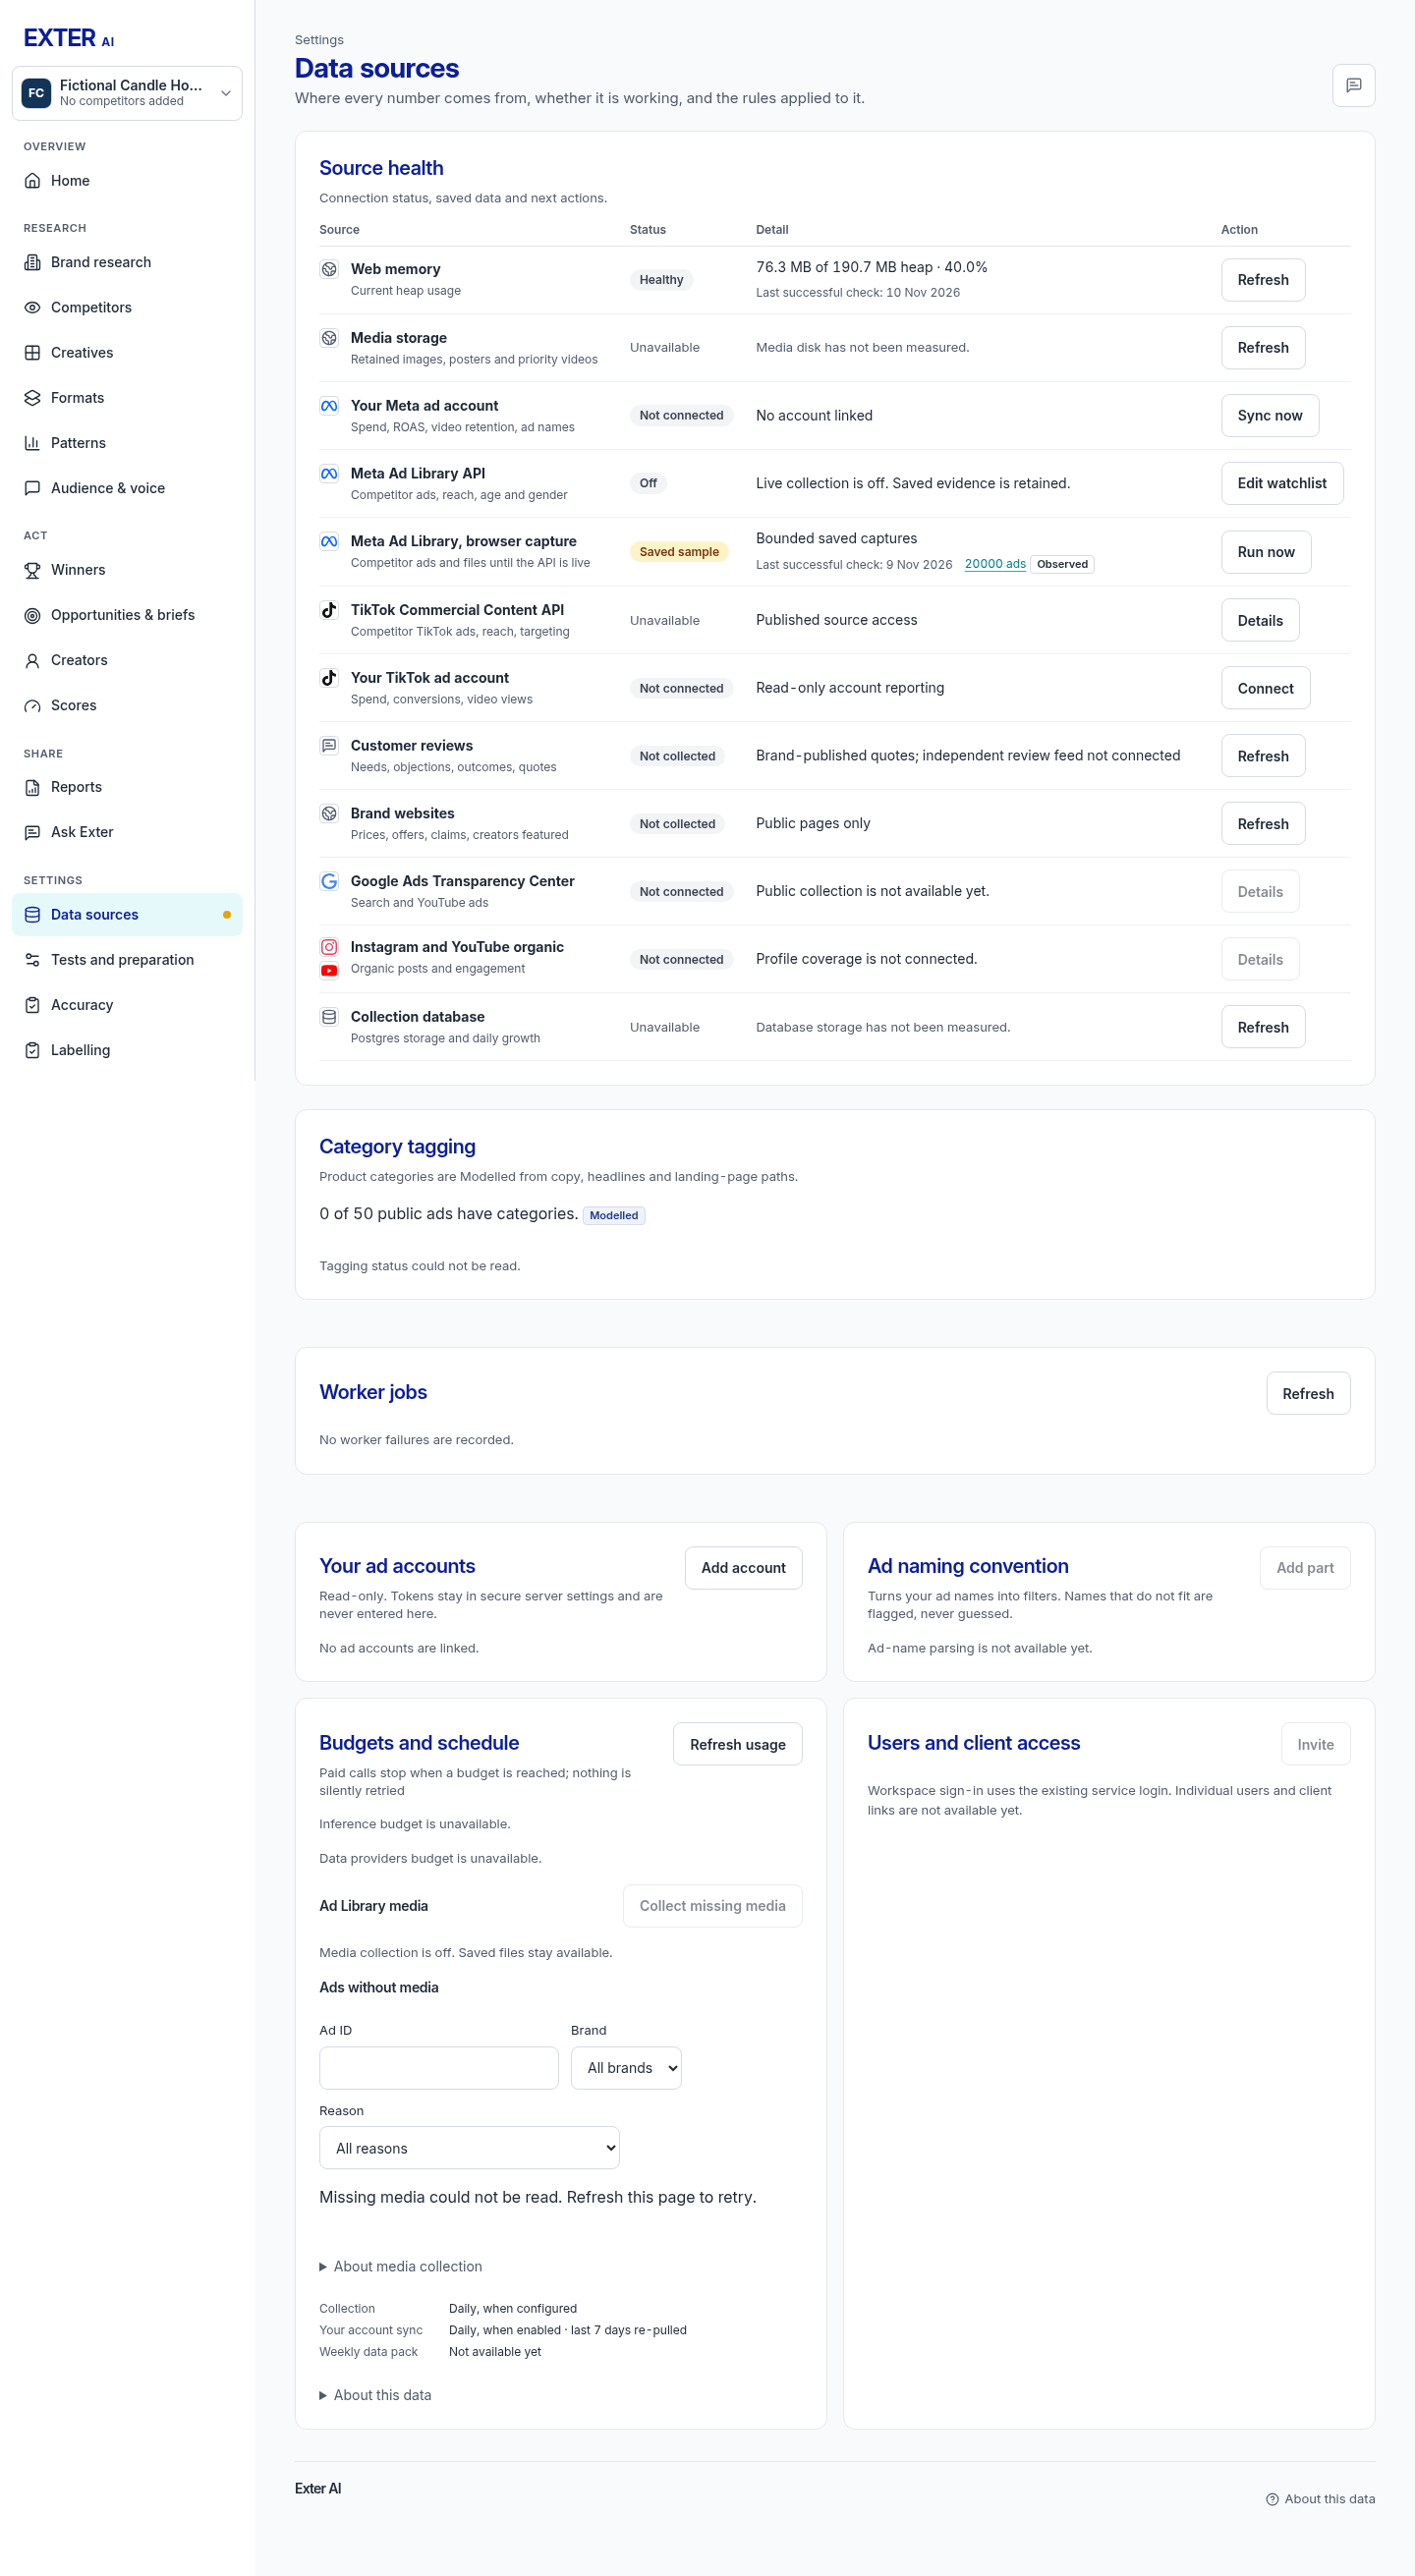 EXTER AI
FC
Fictional Candle Ho...
No competitors added
OVERVIEW
Home
RESEARCH
Brand research
Competitors
Creatives
Formats
Patterns
Audience & voice
ACT
Winners
Opportunities & briefs
Creators
Scores
SHARE
Reports
Ask Exter
SETTINGS
Data sources
Tests and preparation
Accuracy
Labelling
Settings
Data sources
Where every number comes from, whether it is working, and the rules applied to it.
Source health
Connection status, saved data and next actions.
Source Status Detail Action
Web memory
Current heap usage
Healthy
76.3 MB of 190.7 MB heap · 40.0%
Last successful check: 10 Nov 2026
Refresh
Media storage
Retained images, posters and priority videos
Unavailable
Media disk has not been measured.
Refresh
Your Meta ad account
Spend, ROAS, video retention, ad names
Not connected
No account linked
Sync now
Meta Ad Library API
Competitor ads, reach, age and gender
Off
Live collection is off. Saved evidence is retained.
Edit watchlist
Meta Ad Library, browser capture
Competitor ads and files until the API is live
Saved sample
Bounded saved captures
Last successful check: 9 Nov 2026 20000 ads Observed
Run now
TikTok Commercial Content API
Competitor TikTok ads, reach, targeting
Unavailable
Published source access
Details
Your TikTok ad account
Spend, conversions, video views
Not connected
Read-only account reporting
Connect
Customer reviews
Needs, objections, outcomes, quotes
Not collected
Brand-published quotes; independent review feed not connected
Refresh
Brand websites
Prices, offers, claims, creators featured
Not collected
Public pages only
Refresh
Google Ads Transparency Center
Search and YouTube ads
Not connected
Public collection is not available yet.
Details
Instagram and YouTube organic
Organic posts and engagement
Not connected
Profile coverage is not connected.
Details
Collection database
Postgres storage and daily growth
Unavailable
Database storage has not been measured.
Refresh
Category tagging
Product categories are Modelled from copy, headlines and landing-page paths.
0 of 50 public ads have categories. Modelled
Tagging status could not be read.
Worker jobs
Refresh
No worker failures are recorded.
Your ad accounts
Add account
Read-only. Tokens stay in secure server settings and are
never entered here.
No ad accounts are linked.
Ad naming convention
Add part
Turns your ad names into filters. Names that do not fit are
flagged, never guessed.
Ad-name parsing is not available yet.
Budgets and schedule
Refresh usage
Paid calls stop when a budget is reached; nothing is
silently retried
Inference budget is unavailable.
Data providers budget is unavailable.
Ad Library media
Collect missing media
Media collection is off. Saved files stay available.
Ads without media
Ad ID Brand
All brands
Reason
All reasons
Missing media could not be read. Refresh this page to retry.
About media collection
Collection Daily, when configured
Your account sync Daily, when enabled · last 7 days re-pulled
Weekly data pack Not available yet
About this data
Users and client access
Invite
Workspace sign-in uses the existing service login. Individual users and client
links are not available yet.
Exter AI
About this data